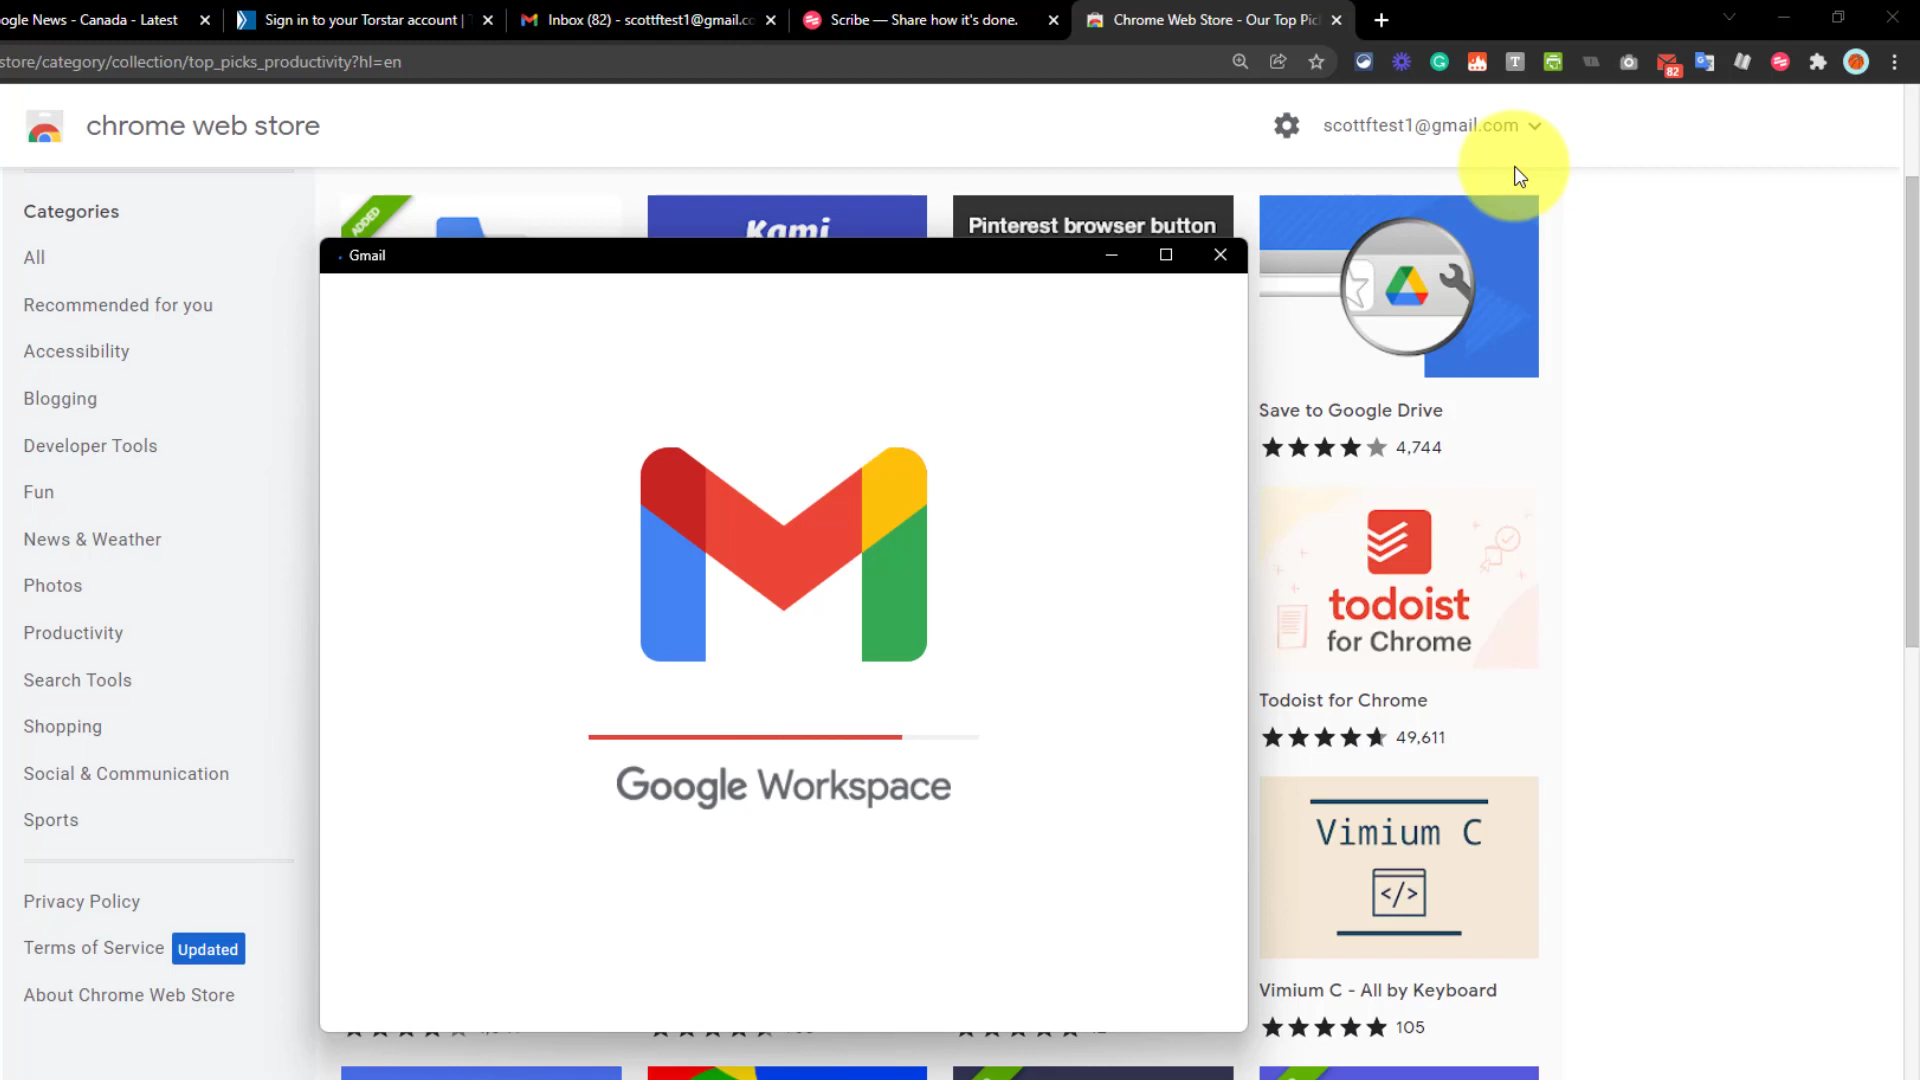 ogle News - Canada - Latest
Sign in to your Torstar account |
Inbox (82) - scottftest1@gmail.co
Scribe — Share how it's done.
Chrome Web Store - Our Top Pic
store/category/collection/top_picks_productivity?hl=en
82
chrome web store
scottftest1@gmail.com
Categories
All
Recommended for you
Accessibility
Blogging
Developer Tools
Fun
News & Weather
Photos
Productivity
Search Tools
Shopping
Social & Communication
Sports
Privacy Policy
Terms of Service Updated
About Chrome Web Store
ADDED
Kami
Pinterest browser button
Gmail
Google Workspace
Save to Google Drive
4,744
todoist
for Chrome
Todoist for Chrome
49,611
Vimium C
</>
Vimium C - All by Keyboard
105